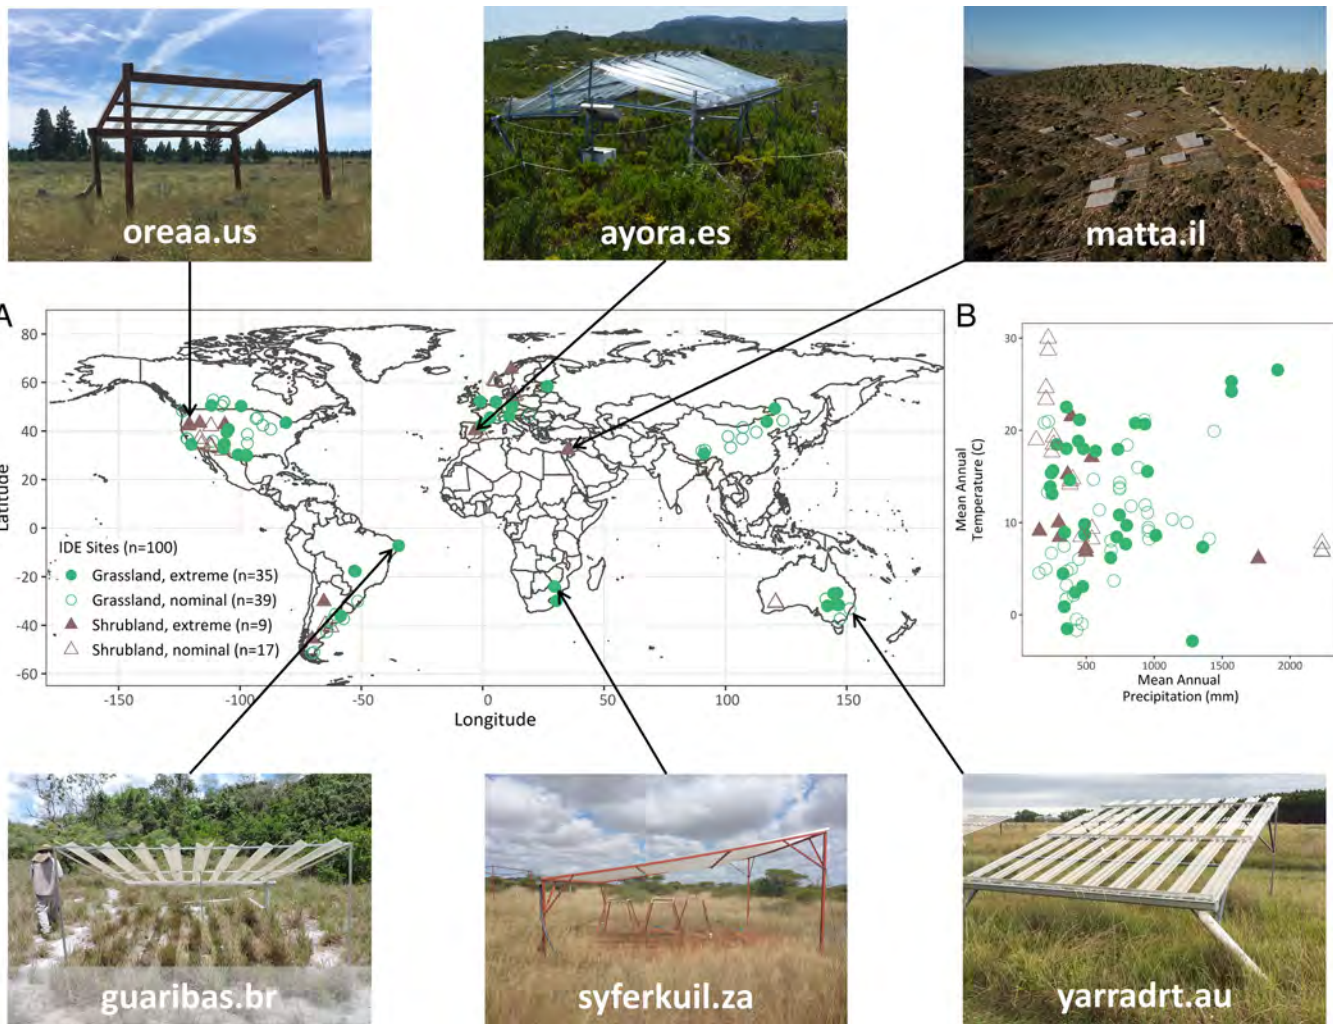 oreaa.us
ayora.es
matta.il
A
80
60
40
20
0
-20
-40
-60
Latitude
-150
-100
-50
0
50
100
150
Longitude
IDE Sites (n=100)
Grassland, extreme (n=35)
Grassland, nominal (n=39)
Shrubland, extreme (n=9)
Shrubland, nominal (n=17)
B
30
20
10
0
Mean Annual
Temperature (C)
500
1000
1500
2000
Mean Annual
Precipitation (mm)
guaribas.br
syferkuil.za
yarradrt.au